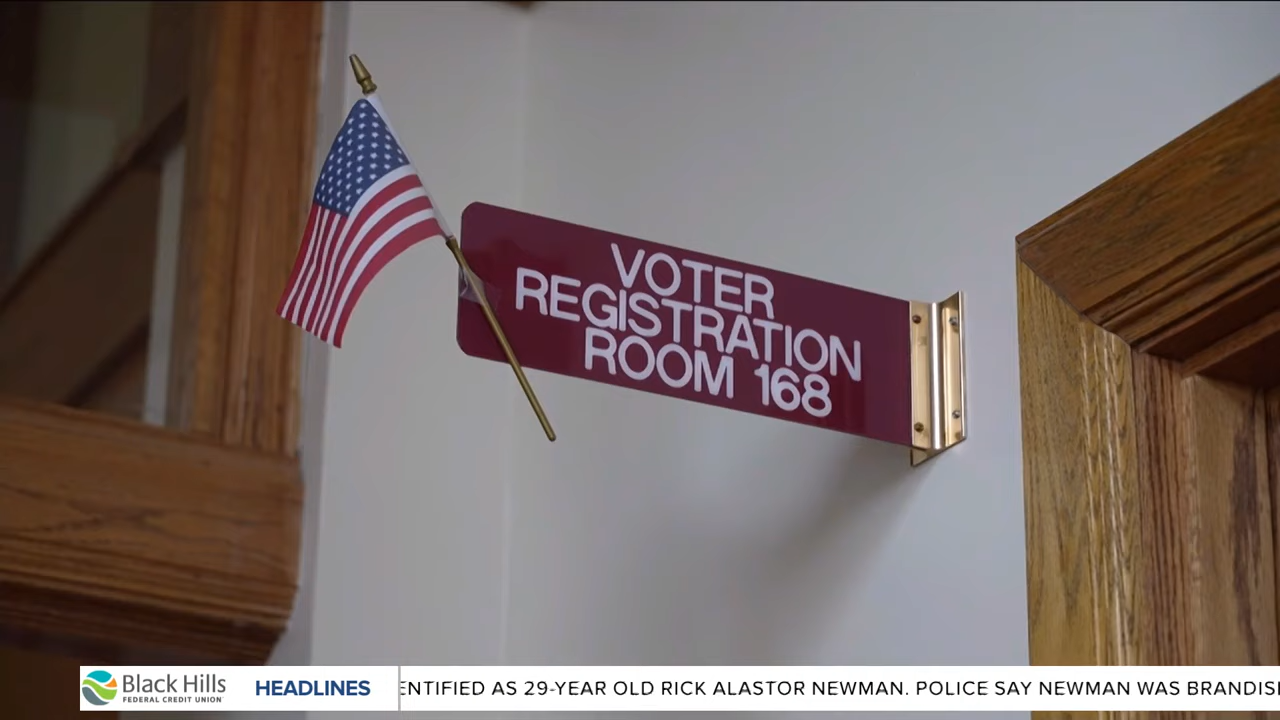 VOTER
REGISTRATION
ROOM 168
Black Hills
FEDERAL CREDIT UNION
HEADLINES
ENTIFIED AS 29-YEAR OLD RICK ALASTOR NEWMAN. POLICE SAY NEWMAN WAS BRANDIS